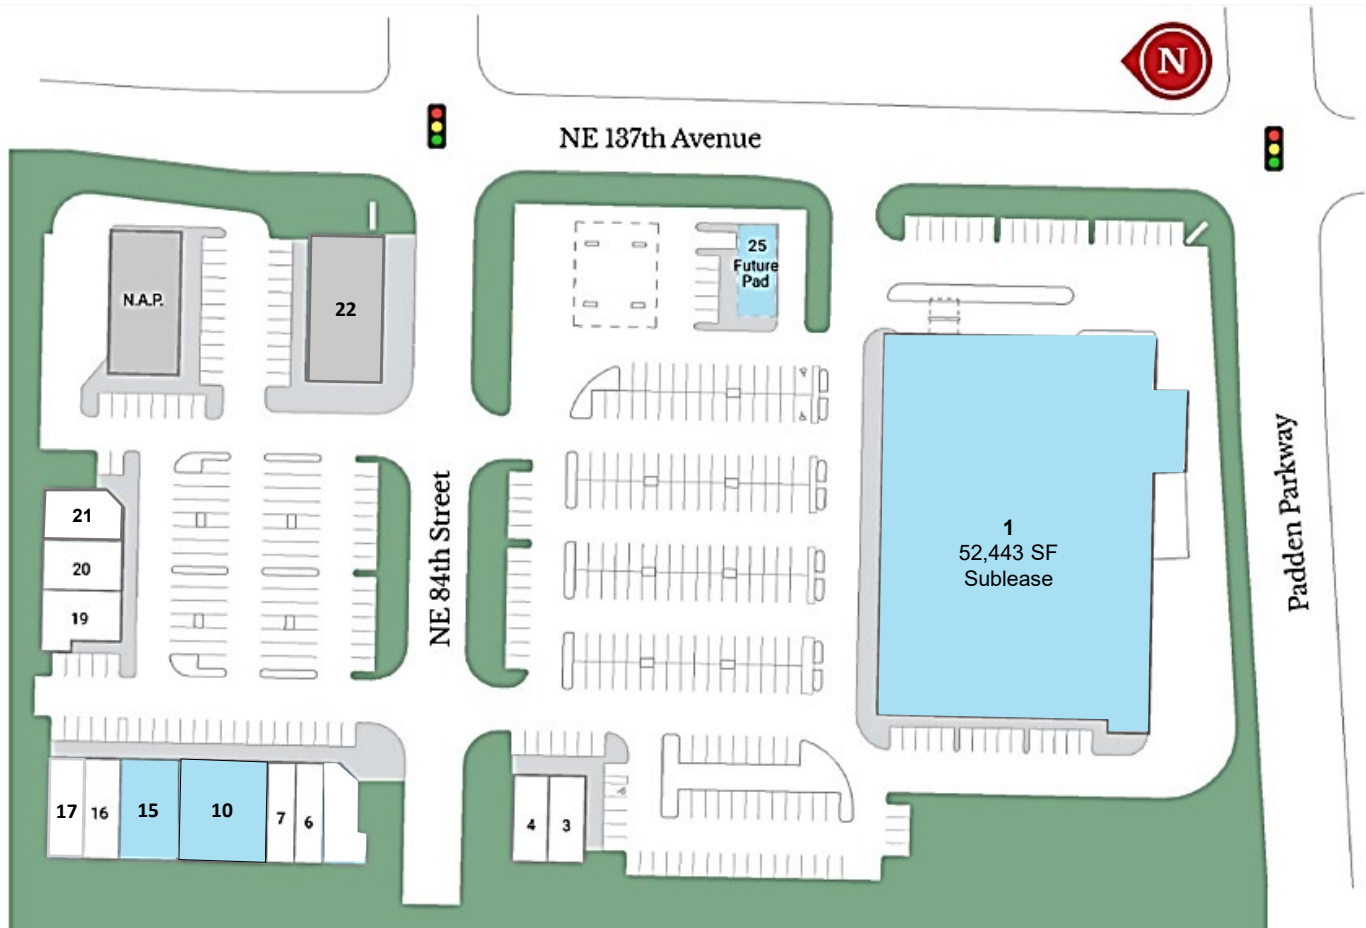 N
NE 137th Avenue
25
Future
Pad
N.A.P.
22
NE 84th Street
Padden Parkway
21
20
19
1
52,443 SF
Sublease
17
16
15
10
7
6
4
3